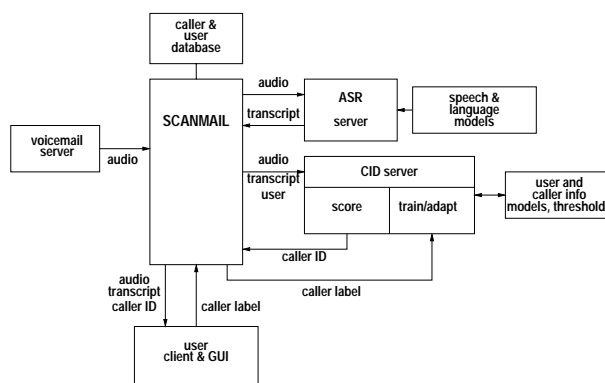 caller &
user
database
SCANMAIL
audio
transcript
ASR
server
speech &
language
models
voicemail
server
audio
audio
transcript
user
CID server
score
train/adapt
user and
caller info
models, threshold
caller ID
caller label
audio
transcript
caller ID
caller label
user
client & GUI